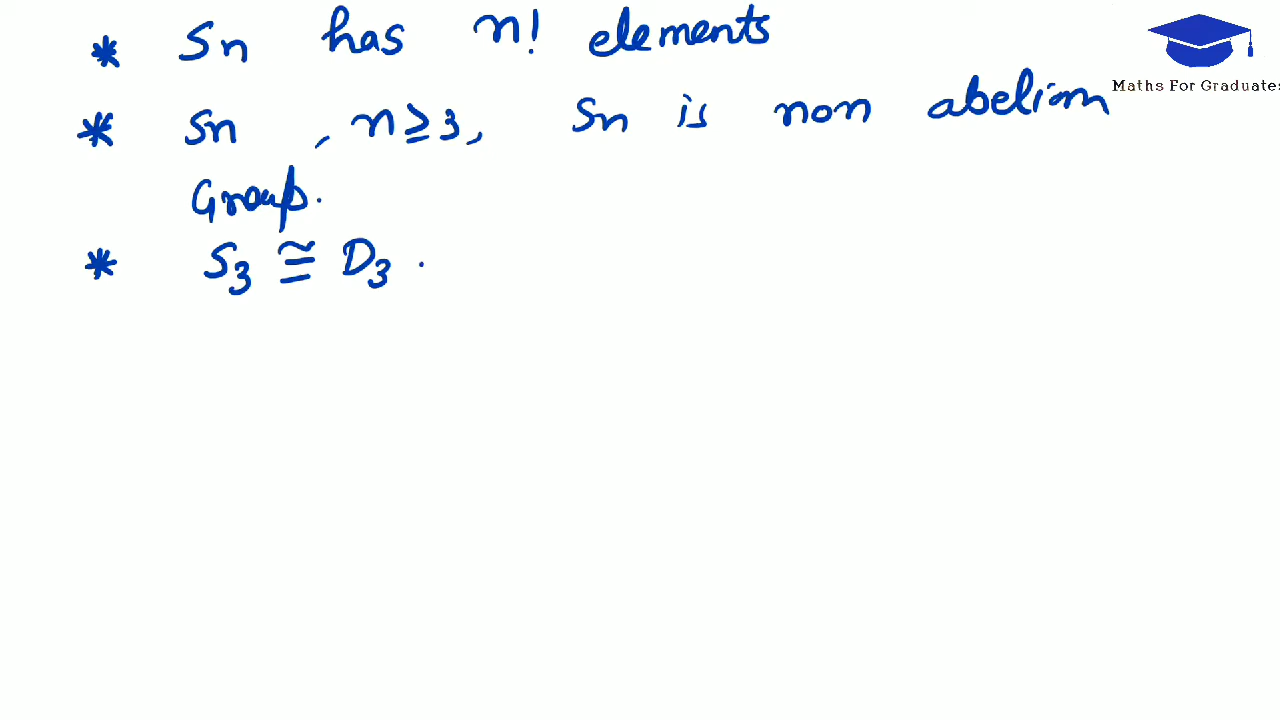 * Sn has n! elements
Maths For Graduates
* Sn , n≥3, Sn is non abelian
Group.
* S₃ ≅ D₃ .